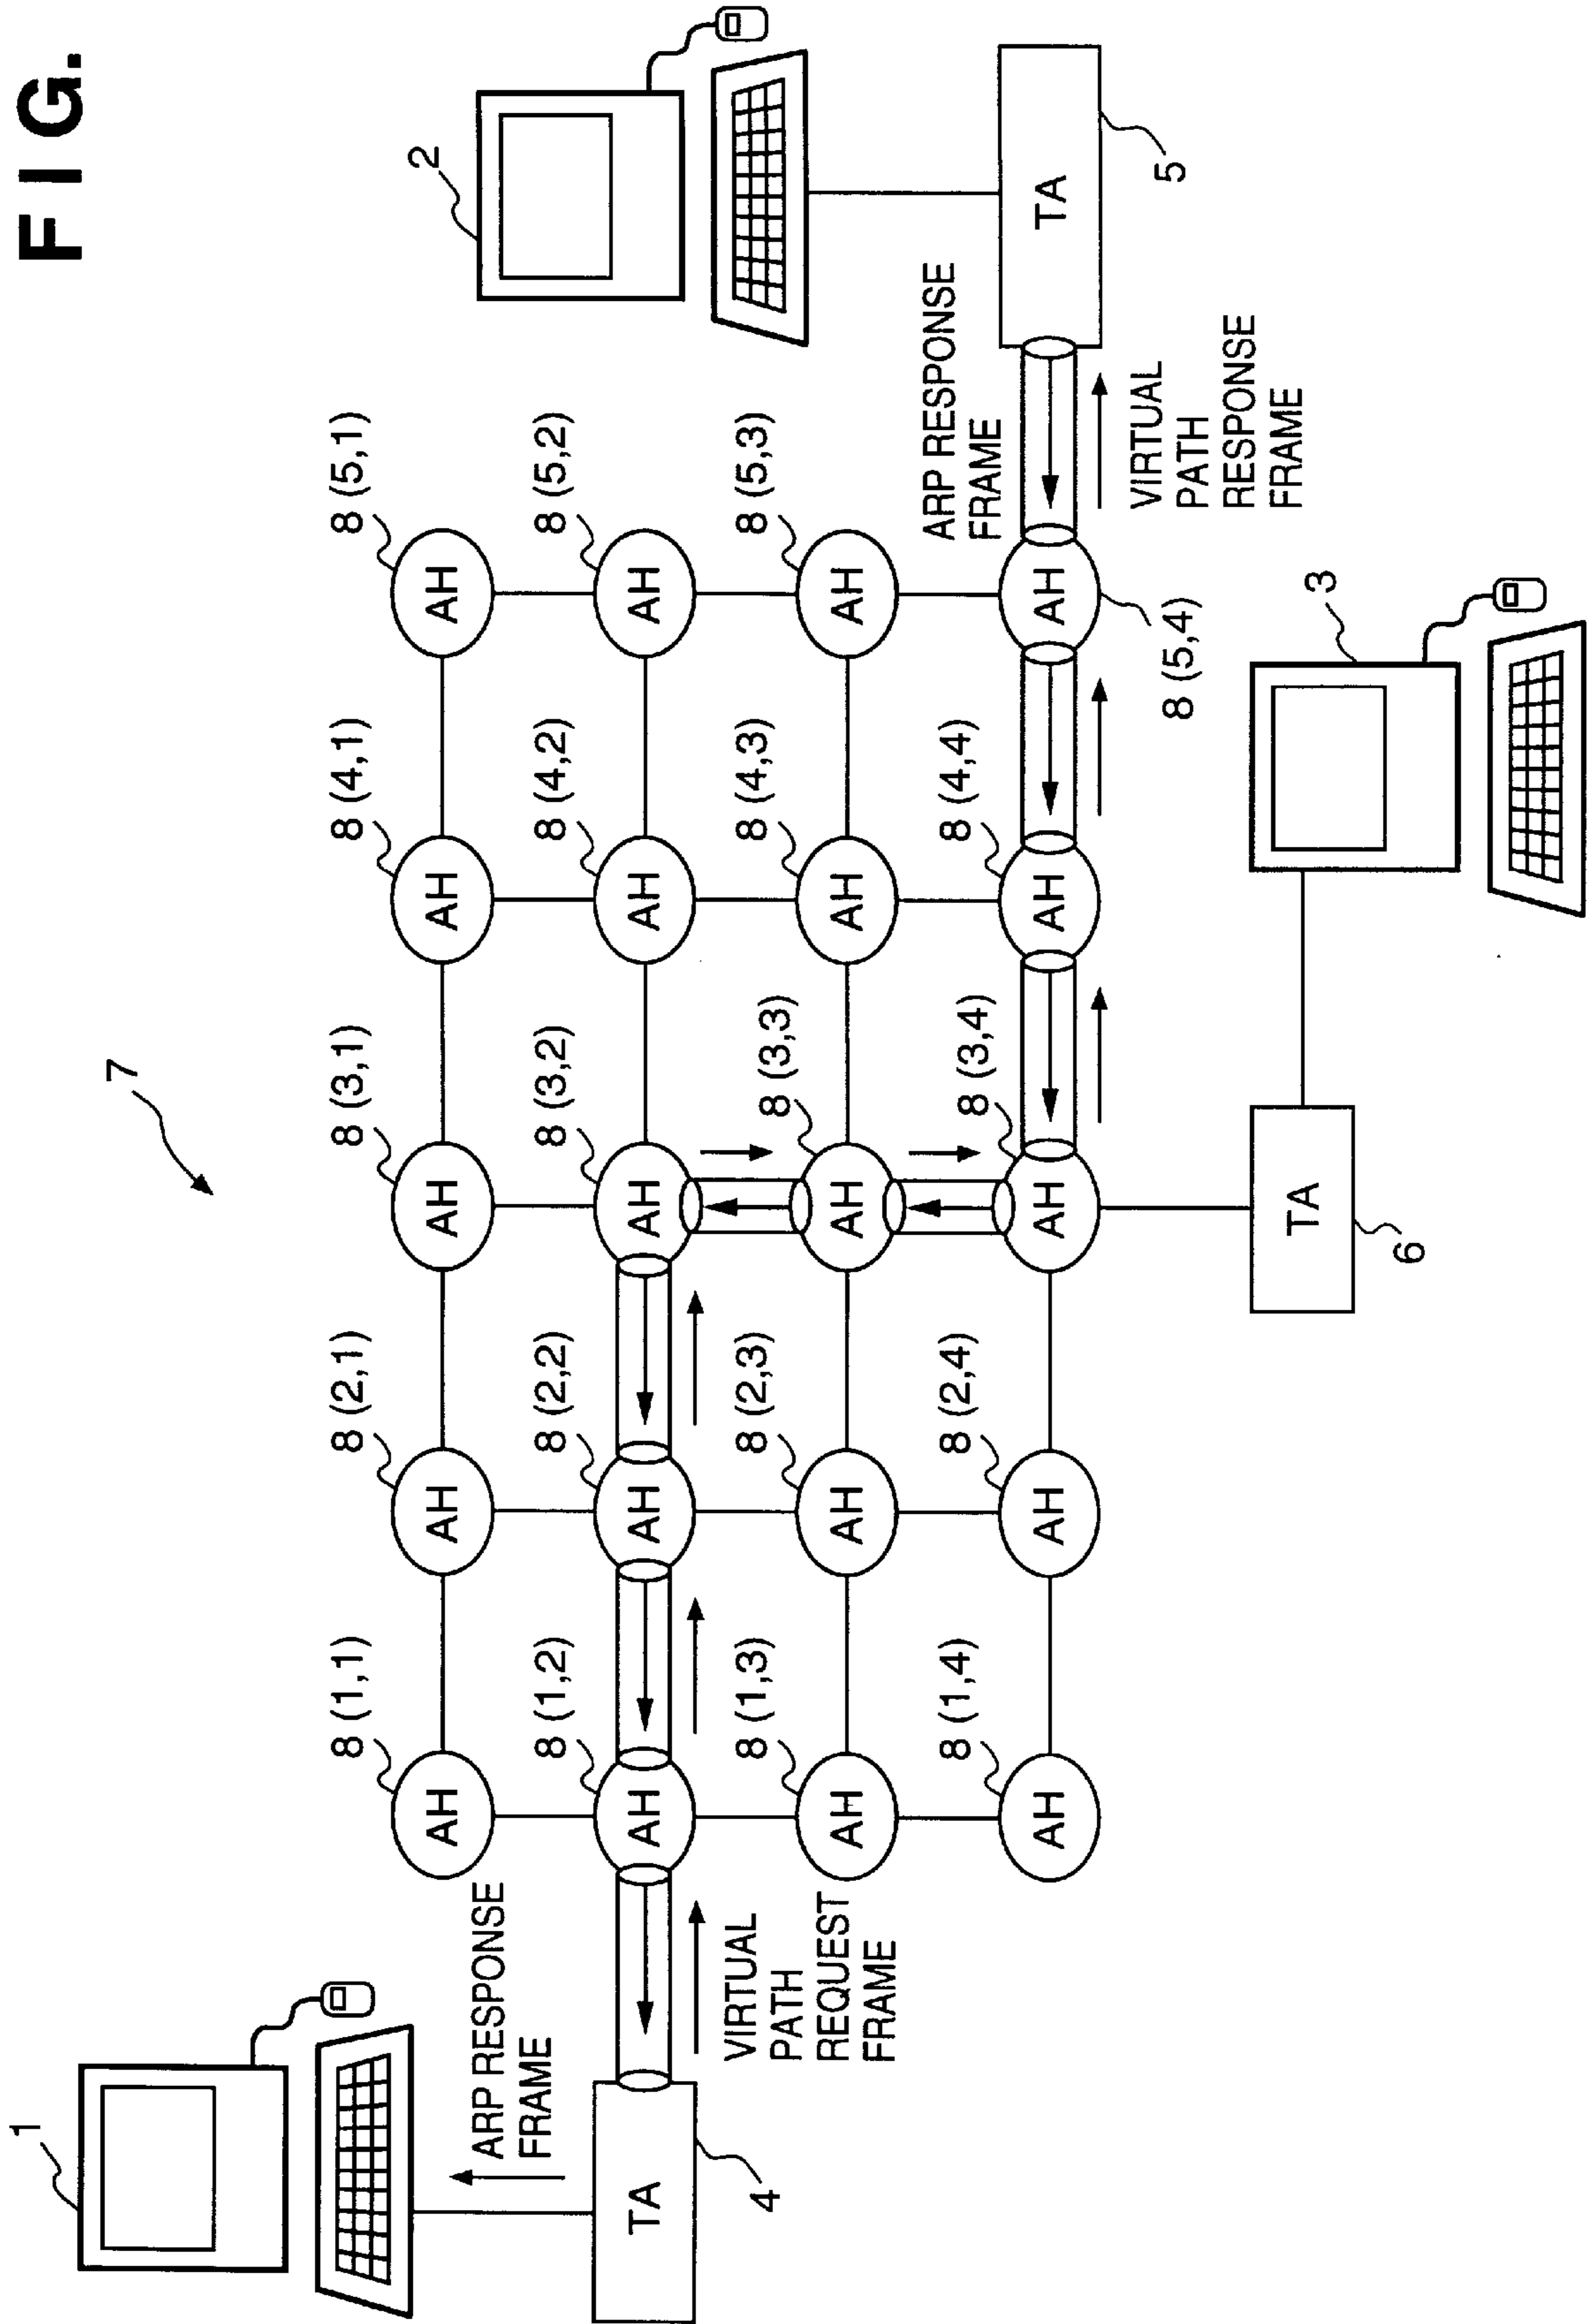 F I G.
7
1
2
ARP RESPONSE
FRAME
8 (1,1)
8 (2,1)
8 (3,1)
8 (4,1)
8 (5,1)
AH
AH
AH
AH
AH
8 (1,2)
8 (2,2)
8 (3,2)
8 (4,2)
8 (5,2)
TA
AH
AH
AH
AH
AH
4
VIRTUAL
PATH
REQUEST
FRAME
8 (1,3)
8 (2,3)
8 (3,3)
8 (4,3)
8 (5,3)
AH
AH
AH
AH
AH
ARP RESPONSE
FRAME
8 (1,4)
8 (2,4)
8 (3,4)
8 (4,4)
AH
AH
AH
AH
AH
TA
5
8 (5,4)
VIRTUAL
PATH
RESPONSE
FRAME
TA
6
3